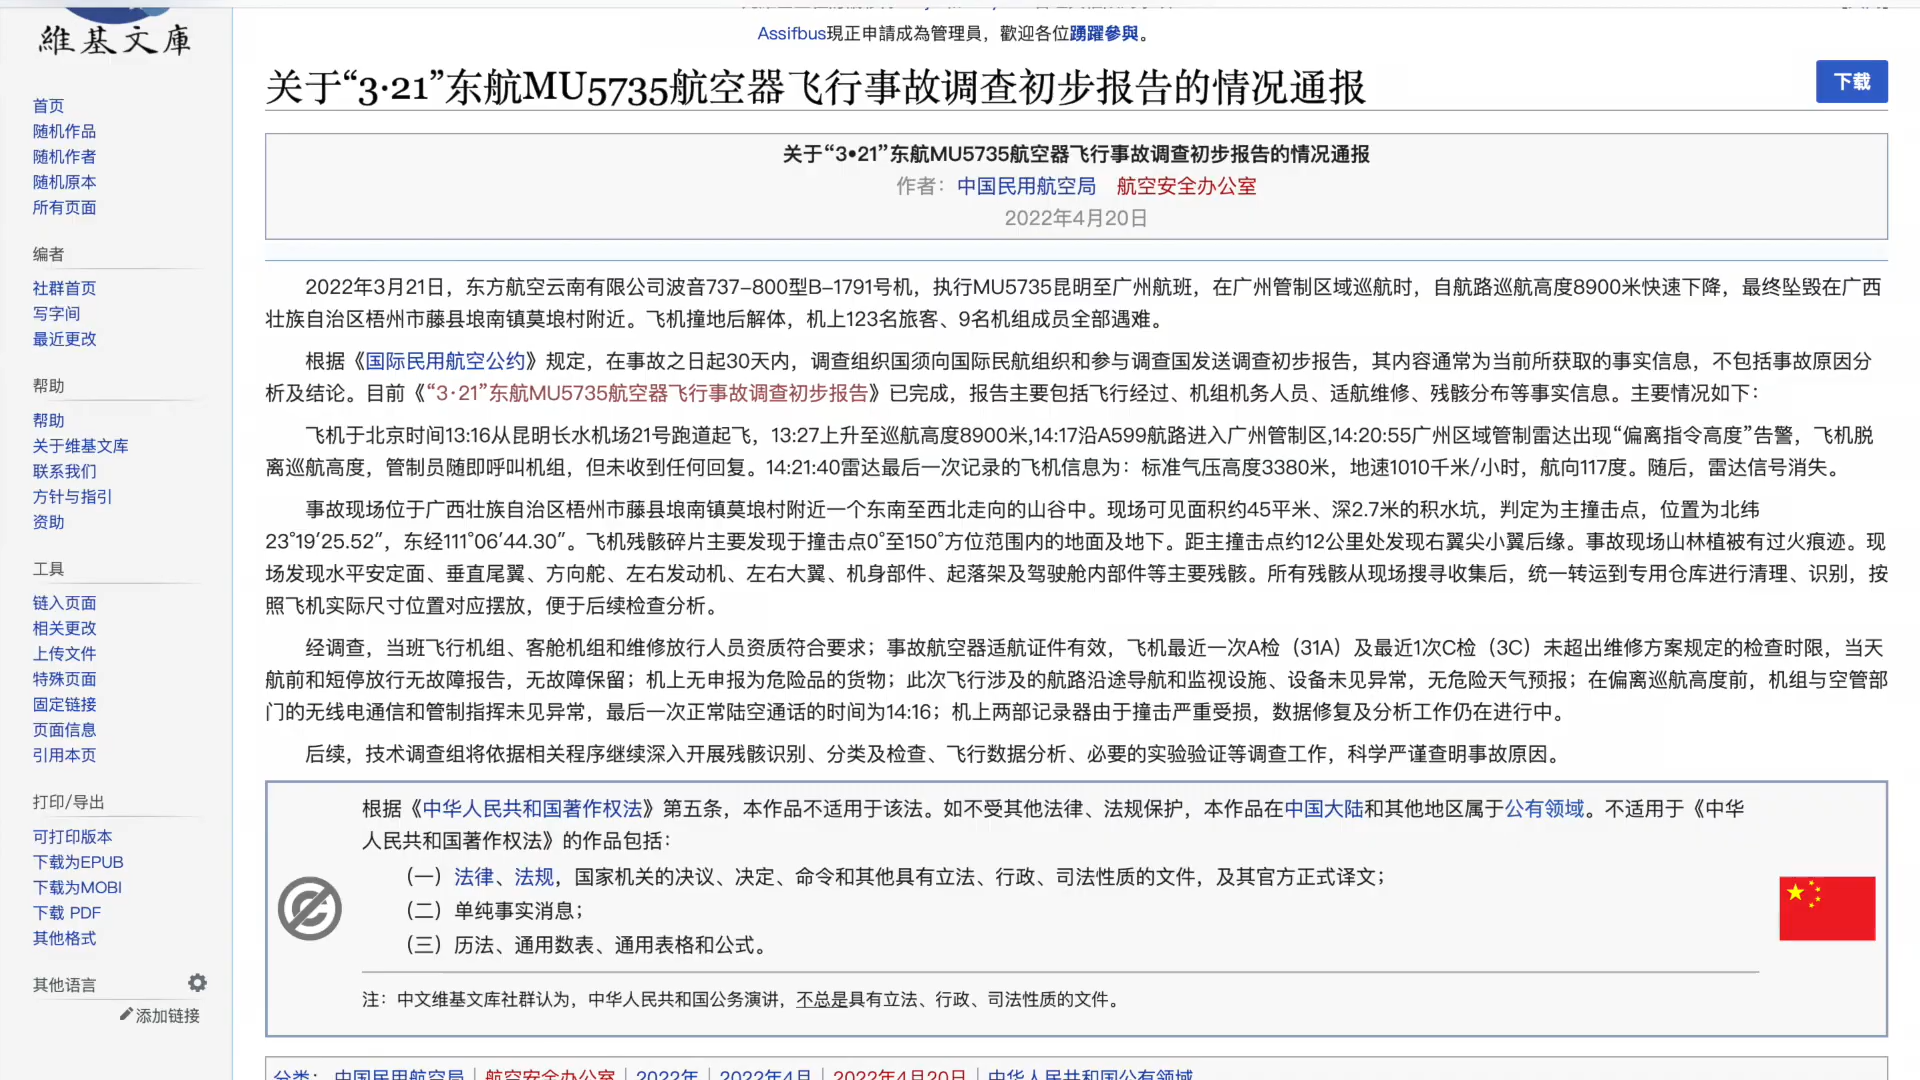 維基文庫
首页
随机作品
随机作者
随机原本
所有页面
编者
社群首页
写字间
最近更改
帮助
帮助
关于维基文库
联系我们
方针与指引
资助
工具
链入页面
相关更改
上传文件
特殊页面
固定链接
页面信息
引用本页
打印/导出
可打印版本
下载为EPUB
下载为MOBI
下载 PDF
其他格式
其他语言
添加链接
Assifbus現正申請成為管理員，歡迎各位踴躍參與。
关于“3·21”东航MU5735航空器飞行事故调查初步报告的情况通报
下载
关于“3•21”东航MU5735航空器飞行事故调查初步报告的情况通报
作者：中国民用航空局 航空安全办公室
2022年4月20日
2022年3月21日，东方航空云南有限公司波音737–800型B–1791号机，执行MU5735昆明至广州航班，在广州管制区域巡航时，自航路巡航高度8900米快速下降，最终坠毁在广西
壮族自治区梧州市藤县埌南镇莫埌村附近。飞机撞地后解体，机上123名旅客、9名机组成员全部遇难。
根据《国际民用航空公约》规定，在事故之日起30天内，调查组织国须向国际民航组织和参与调查国发送调查初步报告，其内容通常为当前所获取的事实信息，不包括事故原因分
析及结论。目前《“3·21”东航MU5735航空器飞行事故调查初步报告》已完成，报告主要包括飞行经过、机组机务人员、适航维修、残骸分布等事实信息。主要情况如下：
飞机于北京时间13:16从昆明长水机场21号跑道起飞，13:27上升至巡航高度8900米,14:17沿A599航路进入广州管制区,14:20:55广州区域管制雷达出现“偏离指令高度”告警，飞机脱
离巡航高度，管制员随即呼叫机组，但未收到任何回复。14:21:40雷达最后一次记录的飞机信息为：标准气压高度3380米，地速1010千米/小时，航向117度。随后，雷达信号消失。
事故现场位于广西壮族自治区梧州市藤县埌南镇莫埌村附近一个东南至西北走向的山谷中。现场可见面积约45平米、深2.7米的积水坑，判定为主撞击点，位置为北纬
23°19′25.52″，东经111°06′44.30″。飞机残骸碎片主要发现于撞击点0°至150°方位范围内的地面及地下。距主撞击点约12公里处发现右翼尖小翼后缘。事故现场山林植被有过火痕迹。现
场发现水平安定面、垂直尾翼、方向舵、左右发动机、左右大翼、机身部件、起落架及驾驶舱内部件等主要残骸。所有残骸从现场搜寻收集后，统一转运到专用仓库进行清理、识别，按
照飞机实际尺寸位置对应摆放，便于后续检查分析。
经调查，当班飞行机组、客舱机组和维修放行人员资质符合要求；事故航空器适航证件有效，飞机最近一次A检（31A）及最近1次C检（3C）未超出维修方案规定的检查时限，当天
航前和短停放行无故障报告，无故障保留；机上无申报为危险品的货物；此次飞行涉及的航路沿途导航和监视设施、设备未见异常，无危险天气预报；在偏离巡航高度前，机组与空管部
门的无线电通信和管制指挥未见异常，最后一次正常陆空通话的时间为14:16；机上两部记录器由于撞击严重受损，数据修复及分析工作仍在进行中。
后续，技术调查组将依据相关程序继续深入开展残骸识别、分类及检查、飞行数据分析、必要的实验验证等调查工作，科学严谨查明事故原因。
根据《中华人民共和国著作权法》第五条，本作品不适用于该法。如不受其他法律、法规保护，本作品在中国大陆和其他地区属于公有领域。不适用于《中华
人民共和国著作权法》的作品包括：
（一）法律、法规，国家机关的决议、决定、命令和其他具有立法、行政、司法性质的文件，及其官方正式译文；
（二）单纯事实消息；
（三）历法、通用数表、通用表格和公式。
注：中文维基文库社群认为，中华人民共和国公务演讲，不总是具有立法、行政、司法性质的文件。
分类： 中国民用航空局 航空安全办公室 2022年 2022年4月 2022年4月20日 中华人民共和国公有领域